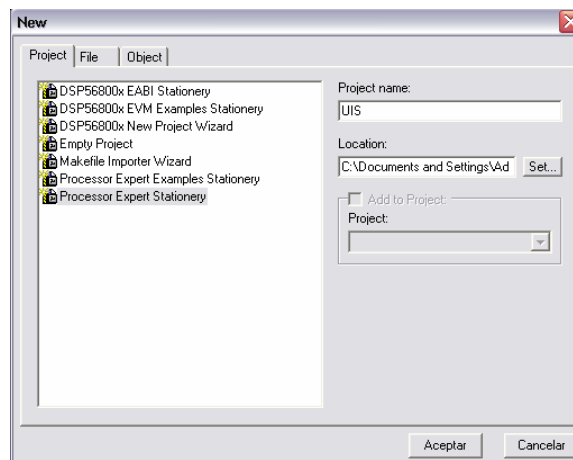 New
Project File Object
DSP56800x EABI Stationery
DSP56800x EVM Examples Stationery
DSP56800x New Project Wizard
Empty Project
Makefile Importer Wizard
Processor Expert Examples Stationery
Processor Expert Stationery
Project name:
UIS
Location:
C:\Documents and Settings\Ad Set...
Add to Project:
Project:
Aceptar Cancelar